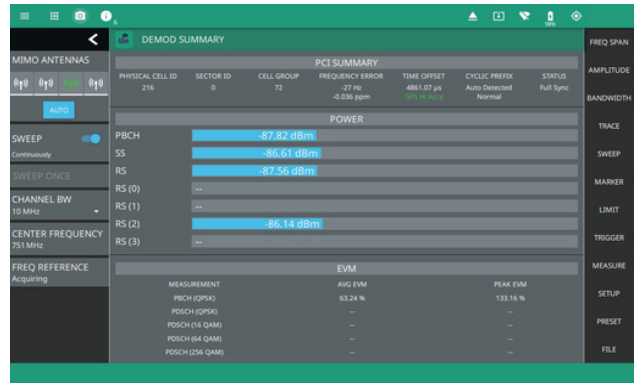 6
50%
DEMOD SUMMARY
FREQ SPAN
AMPLITUDE
BANDWIDTH
TRACE
SWEEP
MARKER
LIMIT
TRIGGER
MEASURE
SETUP
PRESET
FILE
MIMO ANTENNAS
AUTO
SWEEP
Continuously
SWEEP ONCE
CHANNEL BW
10 MHz
CENTER FREQUENCY
751 MHz
FREQ REFERENCE
Acquiring
PCI SUMMARY
PHYSICAL CELL ID SECTOR ID CELL GROUP FREQUENCY ERROR TIME OFFSET CYCLIC PREFIX STATUS
216 0 72 -27 Hz 4861.07 µs Auto Detected Full Sync
-0.036 ppm GPS Hi Accy Normal
POWER
PBCH -87.82 dBm
SS -86.61 dBm
RS -87.56 dBm
RS (0) --
RS (1) --
RS (2) -86.14 dBm
RS (3) --
EVM
MEASUREMENT AVG EVM PEAK EVM
PBCH (QPSK) 63.24 % 133.16 %
PDSCH (QPSK) -- --
PDSCH (16 QAM) -- --
PDSCH (64 QAM) -- --
PDSCH (256 QAM) -- --